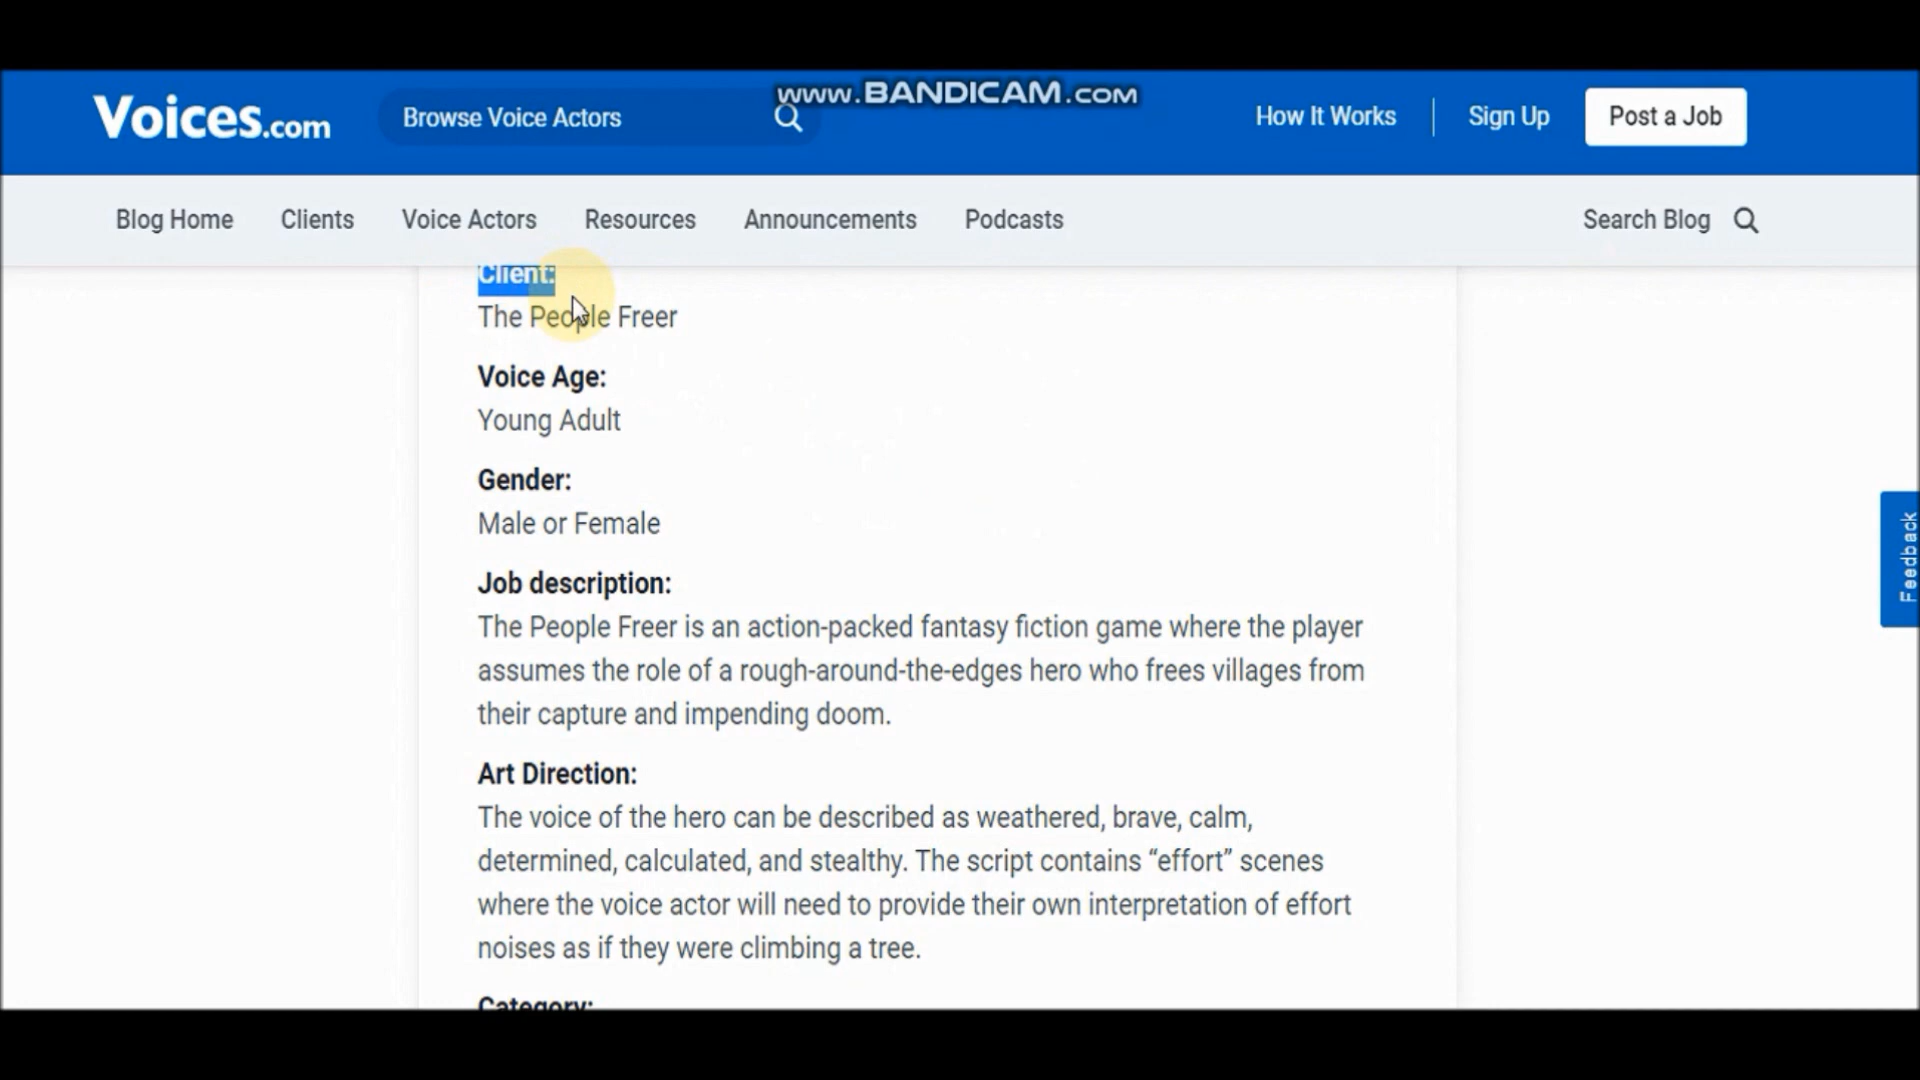 www.BANDICAM.com
Voices.com
Browse Voice Actors
How It Works
Sign Up
Post a Job
Blog Home
Clients
Voice Actors
Resources
Announcements
Podcasts
Search Blog
Client:
The People Freer
Voice Age:
Young Adult
Gender:
Male or Female
Job description:
The People Freer is an action-packed fantasy fiction game where the player
assumes the role of a rough-around-the-edges hero who frees villages from
their capture and impending doom.
Art Direction:
The voice of the hero can be described as weathered, brave, calm,
determined, calculated, and stealthy. The script contains “effort” scenes
where the voice actor will need to provide their own interpretation of effort
noises as if they were climbing a tree.
Category:
Feedback